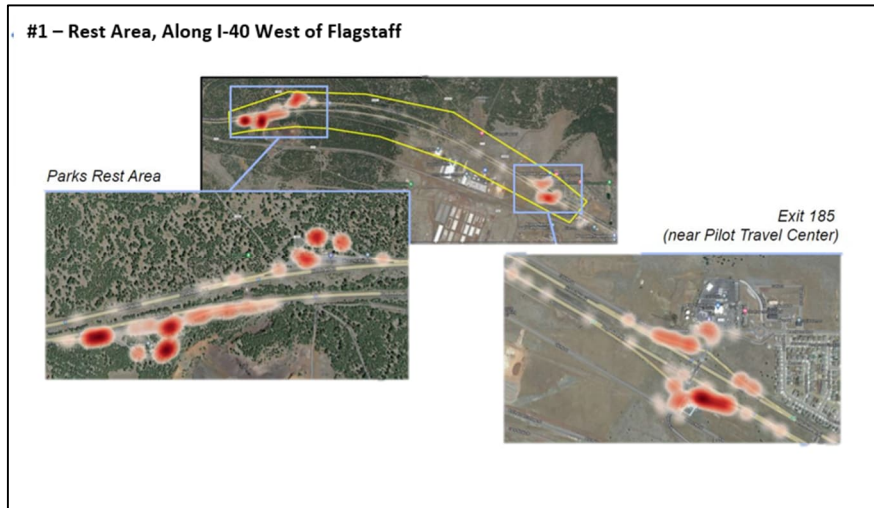 #1 – Rest Area, Along I-40 West of Flagstaff
Parks Rest Area
Exit 185
(near Pilot Travel Center)